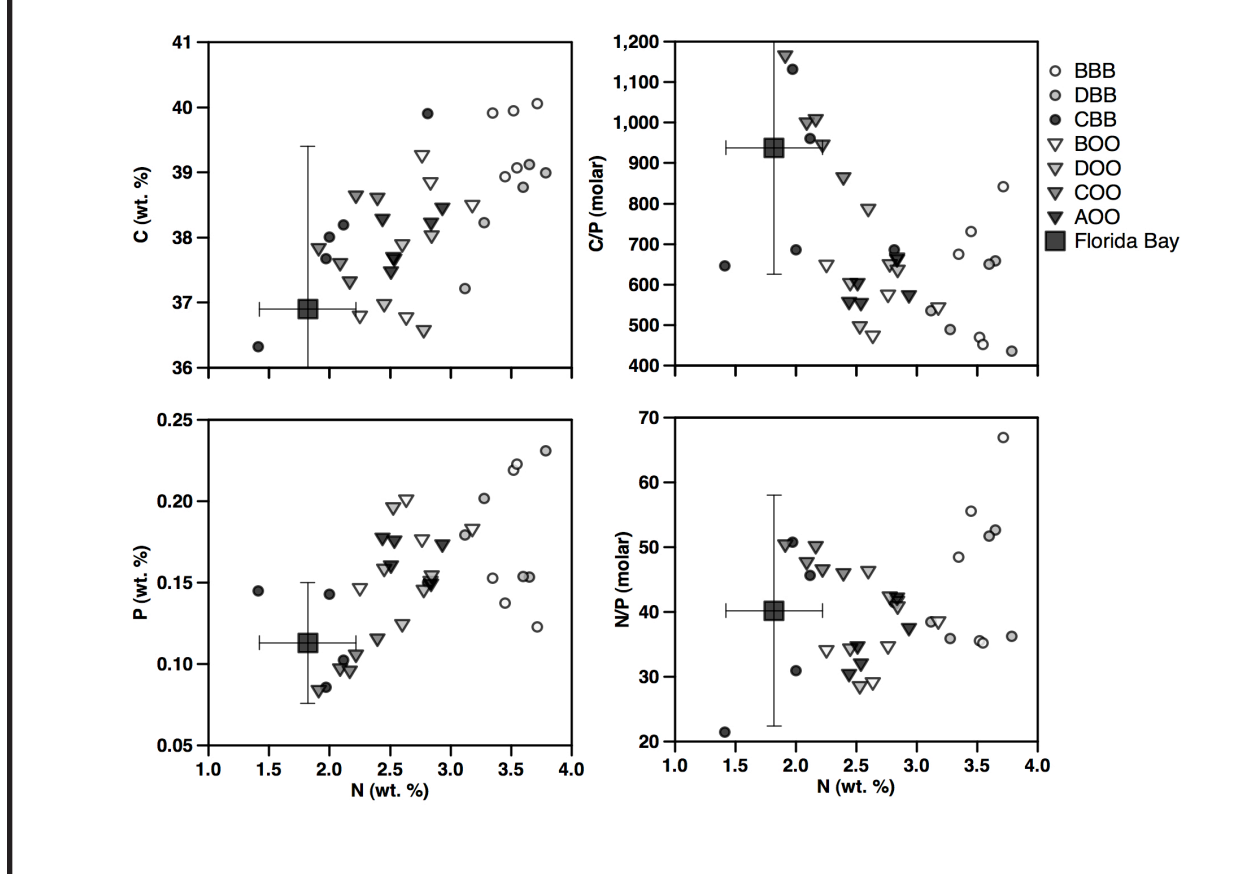 41
40
39
38
37
36
C (wt. %)
1,200
1,100
1,000
900
800
700
600
500
400
C/P (molar)
BBB
DBB
CBB
BOO
DOO
COO
AOO
Florida Bay
0.25
0.20
0.15
0.10
0.05
P (wt. %)
1.0 1.5 2.0 2.5 3.0 3.5 4.0
N (wt. %)
70
60
50
40
30
20
N/P (molar)
1.0 1.5 2.0 2.5 3.0 3.5 4.0
N (wt. %)